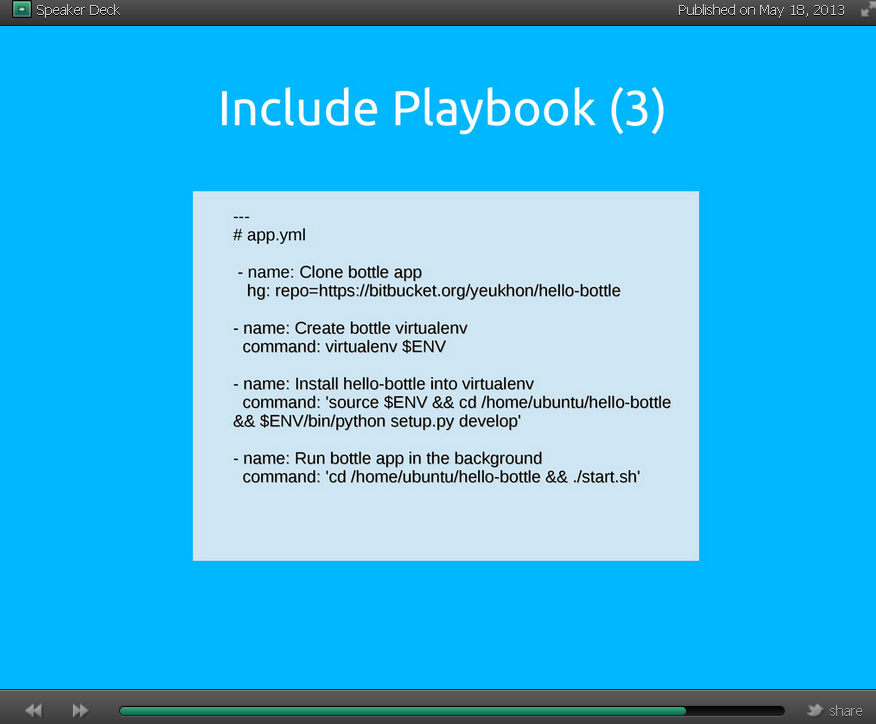 Speaker Deck
Published on May 18, 2013
Include Playbook (3)
---
# app.yml
- name: Clone bottle app
hg: repo=https://bitbucket.org/yeukhon/hello-bottle
- name: Create bottle virtualenv
command: virtualenv $ENV
- name: Install hello-bottle into virtualenv
command: 'source $ENV && cd /home/ubuntu/hello-bottle
&& $ENV/bin/python setup.py develop'
- name: Run bottle app in the background
command: 'cd /home/ubuntu/hello-bottle && ./start.sh'
share